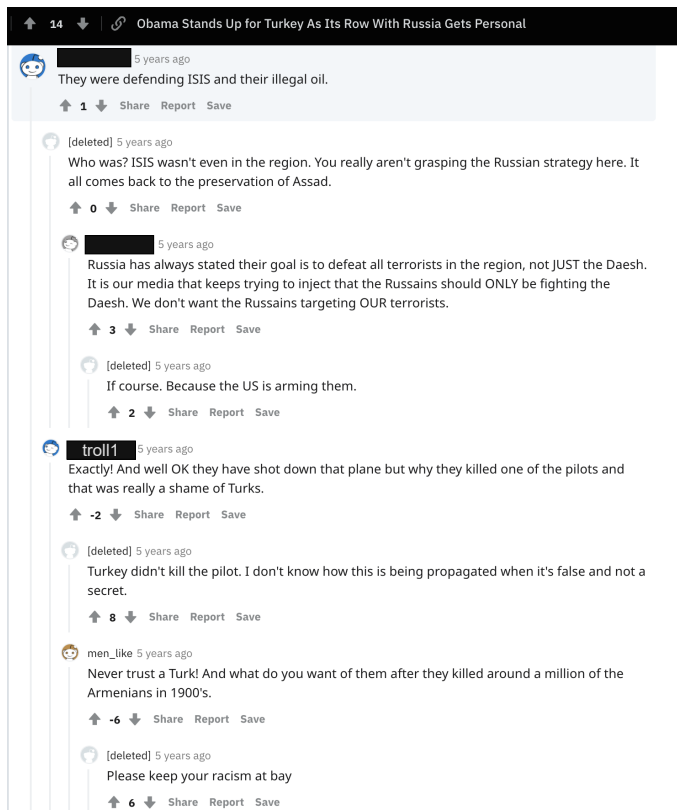 14 Obama Stands Up for Turkey As Its Row With Russia Gets Personal
5 years ago
They were defending ISIS and their illegal oil.
1 Share Report Save
[deleted] 5 years ago
Who was? ISIS wasn't even in the region. You really aren't grasping the Russian strategy here. It
all comes back to the preservation of Assad.
0 Share Report Save
5 years ago
Russia has always stated their goal is to defeat all terrorists in the region, not JUST the Daesh.
It is our media that keeps trying to inject that the Russains should ONLY be fighting the
Daesh. We don't want the Russains targeting OUR terrorists.
3 Share Report Save
[deleted] 5 years ago
If course. Because the US is arming them.
2 Share Report Save
troll1 5 years ago
Exactly! And well OK they have shot down that plane but why they killed one of the pilots and
that was really a shame of Turks.
-2 Share Report Save
[deleted] 5 years ago
Turkey didn't kill the pilot. I don't know how this is being propagated when it's false and not a
secret.
8 Share Report Save
men_like 5 years ago
Never trust a Turk! And what do you want of them after they killed around a million of the
Armenians in 1900's.
-6 Share Report Save
[deleted] 5 years ago
Please keep your racism at bay
6 Share Report Save